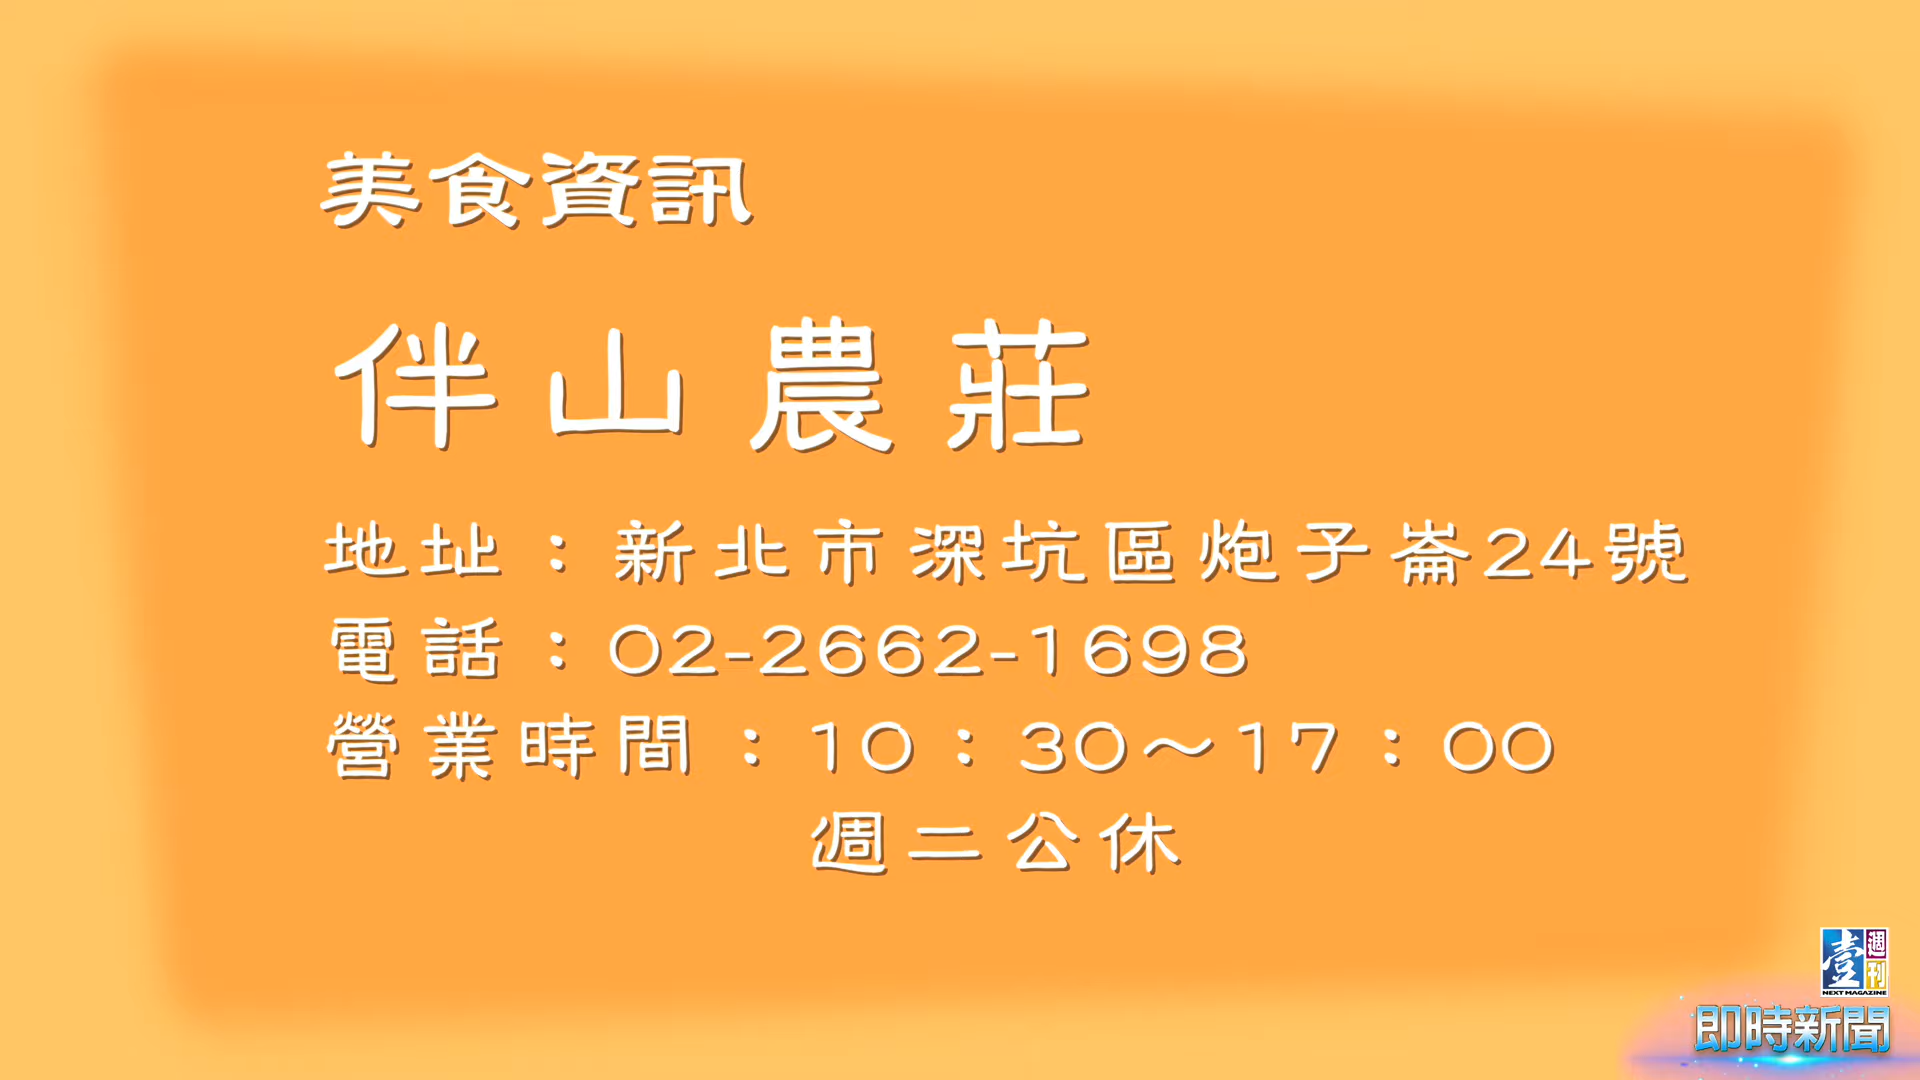 美食資訊
伴山農莊
地址：新北市深坑區炮子崙24號
電話：02-2662-1698
營業時間：10：30～17：00
週二公休
壹週刊
NEXT MAGAZINE
即時新聞